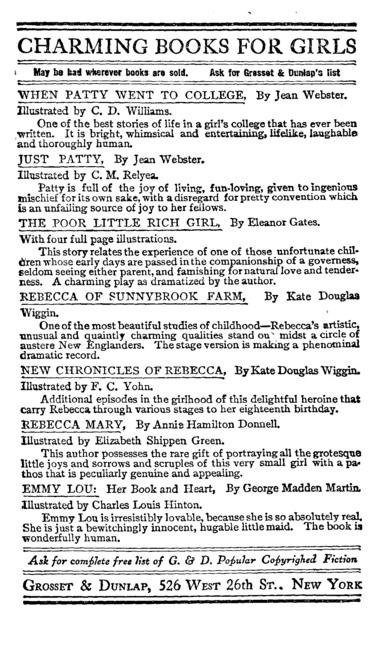 CHARMING BOOKS FOR GIRLS
May be had wherever books are sold. Ask for Grosset & Dunlap's list
WHEN PATTY WENT TO COLLEGE, By Jean Webster.
Illustrated by C. D. Williams.
One of the best stories of life in a girl's college that has ever been
written. It is bright, whimsical and entertaining, lifelike, laughable
and thoroughly human.
JUST PATTY, By Jean Webster.
Illustrated by C. M. Relyea.
Patty is full of the joy of living, fun-loving, given to ingenious
mischief for its own sake, with a disregard for pretty convention which
is an unfailing source of joy to her fellows.
THE POOR LITTLE RICH GIRL, By Eleanor Gates.
With four full page illustrations.
This story relates the experience of one of those unfortunate chil-
dren whose early days are passed in the companionship of a governess,
seldom seeing either parent, and famishing for natural love and tender-
ness. A charming play as dramatized by the author.
REBECCA OF SUNNYBROOK FARM, By Kate Douglas
Wiggin.
One of the most beautiful studies of childhood—Rebecca's artistic,
unusual and quaintly charming qualities stand out midst a circle of
austere New Englanders. The stage version is making a phenominal
dramatic record.
NEW CHRONICLES OF REBECCA, By Kate Douglas Wiggin.
Illustrated by F. C. Yohn.
Additional episodes in the girlhood of this delightful heroine that
carry Rebecca through various stages to her eighteenth birthday.
REBECCA MARY, By Annie Hamilton Donnell.
Illustrated by Elizabeth Shippen Green.
This author possesses the rare gift of portraying all the grotesque
little joys and sorrows and scruples of this very small girl with a pa-
thos that is peculiarly genuine and appealing.
EMMY LOU: Her Book and Heart, By George Madden Martin.
Illustrated by Charles Louis Hinton.
Emmy Lou is irresistibly lovable, because she is so absolutely real.
She is just a bewitchingly innocent, hugable little maid. The book is
wonderfully human.
Ask for complete free list of G. & D. Popular Copyrighed Fiction
GROSSET & DUNLAP, 526 WEST 26th ST., NEW YORK